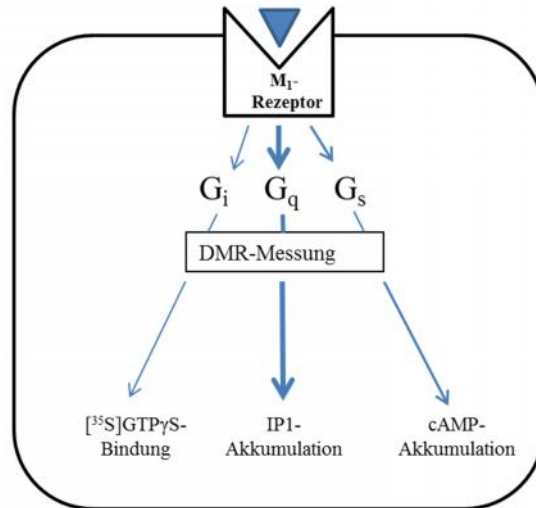 M₁-
Rezeptor
Gᵢ Gq Gₛ
DMR-Messung
[³⁵S]GTPγS-
Bindung
IP1-
Akkumulation
cAMP-
Akkumulation